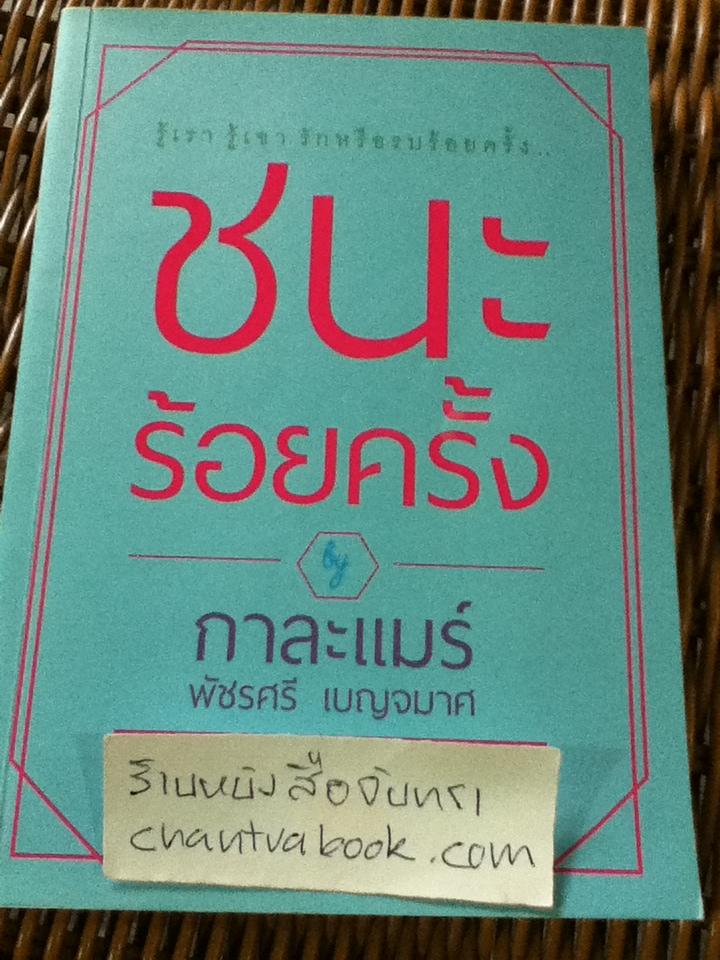 รู้เรา รู้เขา รักหรือรบร้อยครั้ง...
ชนะ
ร้อยครั้ง
by
กาละแมร์
พัชรศรี เบญจมาศ
ร้านหนังสือจันทรา
chantrabook.com